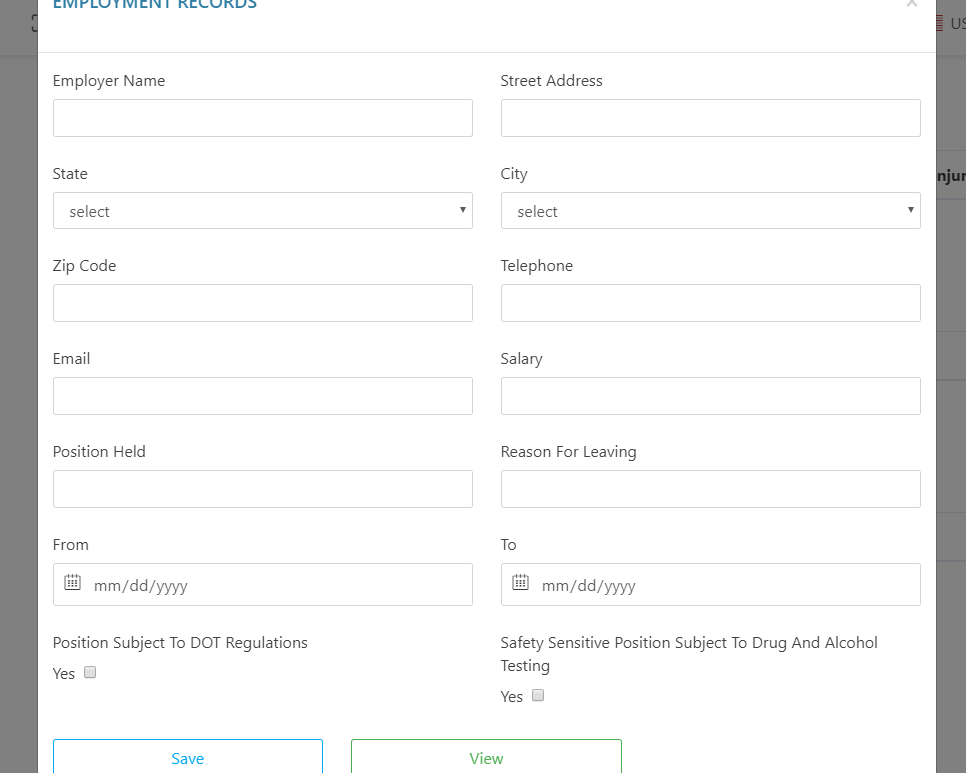 EMPLOYMENT RECORDS
×
US
Employer Name
Street Address
State
City
njur
select
select
Zip Code
Telephone
Email
Salary
Position Held
Reason For Leaving
From
To
mm/dd/yyyy
mm/dd/yyyy
Position Subject To DOT Regulations
Safety Sensitive Position Subject To Drug And Alcohol
Testing
Yes
Yes
Save
View